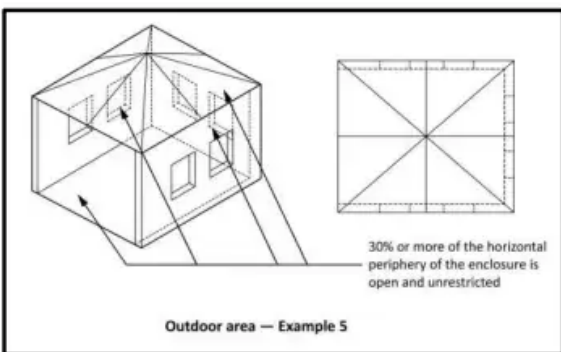 30% or more of the horizontal
periphery of the enclosure is
open and unrestricted
Outdoor area — Example 5